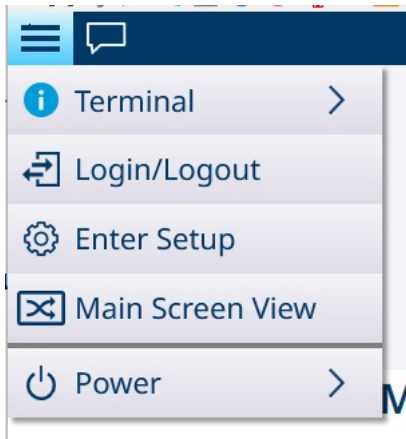 Terminal
Login/Logout
Enter Setup
Main Screen View
Power
M